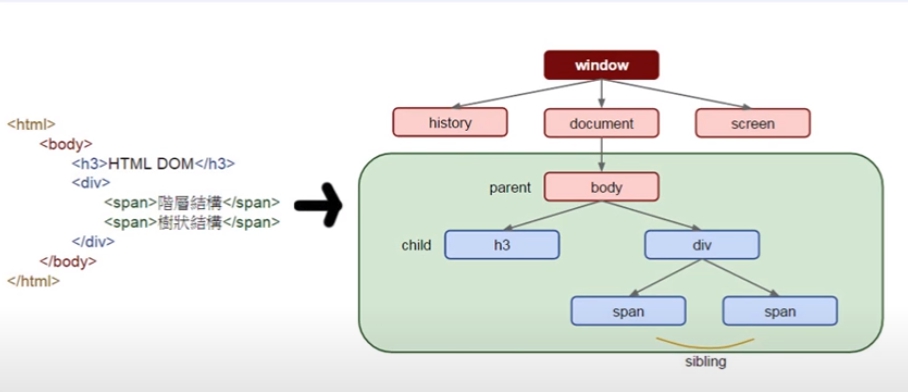 <html>
<body>
<h3>HTML DOM</h3>
<div>
<span>階層結構</span>
<span>樹狀結構</span>
</div>
</body>
</html>
window
history
document
screen
parent
body
child
h3
div
span
span
sibling